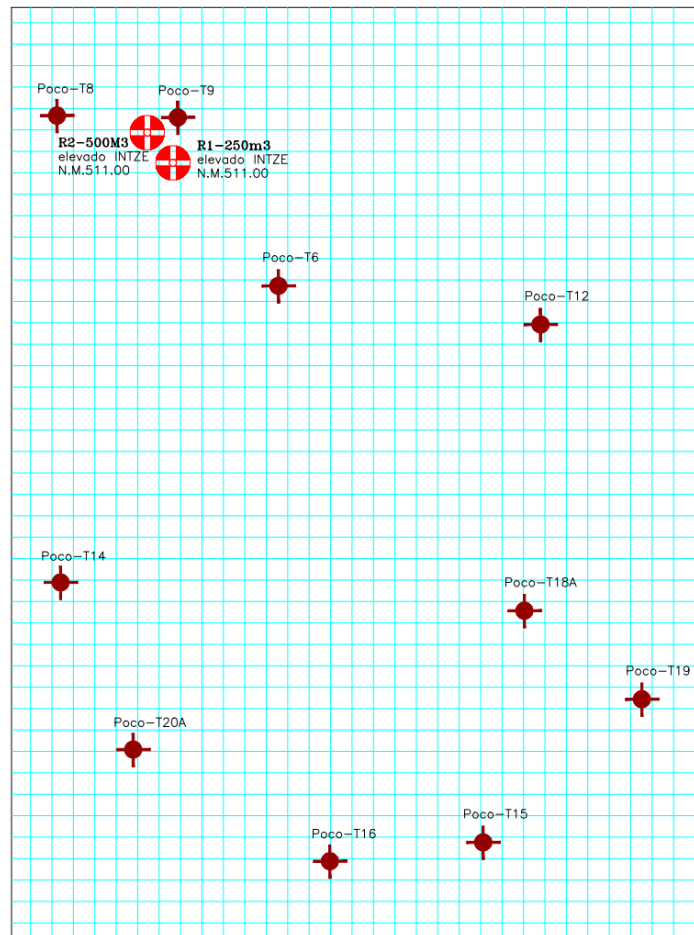 Poco-T8
Poco-T9
R2-500M3
elevado INTZE
N.M.511.00
R1-250m3
elevado INTZE
N.M.511.00
Poco-T6
Poco-T12
Poco-T14
Poco-T18A
Poco-T19
Poco-T20A
Poco-T15
Poco-T16